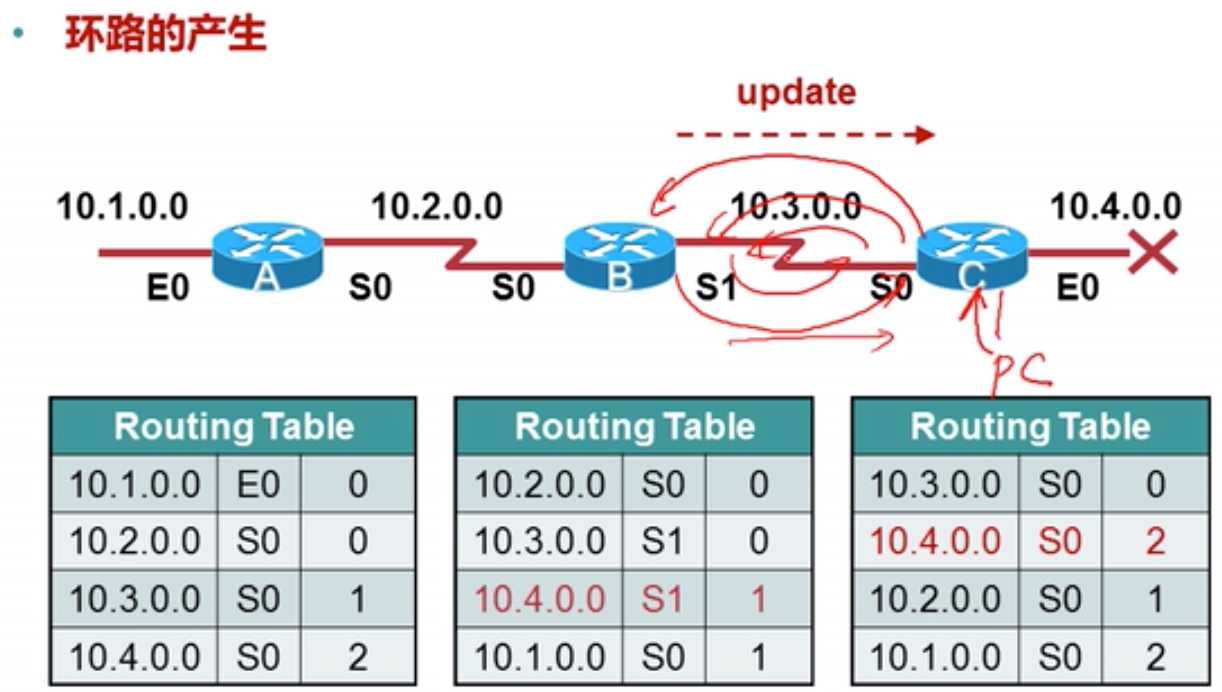 • 环路的产生
update
10.1.0.0 10.2.0.0 10.3.0.0 10.4.0.0
E0 A S0 S0 B S1 S0 C E0
PC
Routing Table
10.1.0.0 E0 0
10.2.0.0 S0 0
10.3.0.0 S0 1
10.4.0.0 S0 2
Routing Table
10.2.0.0 S0 0
10.3.0.0 S1 0
10.4.0.0 S1 1
10.1.0.0 S0 1
Routing Table
10.3.0.0 S0 0
10.4.0.0 S0 2
10.2.0.0 S0 1
10.1.0.0 S0 2